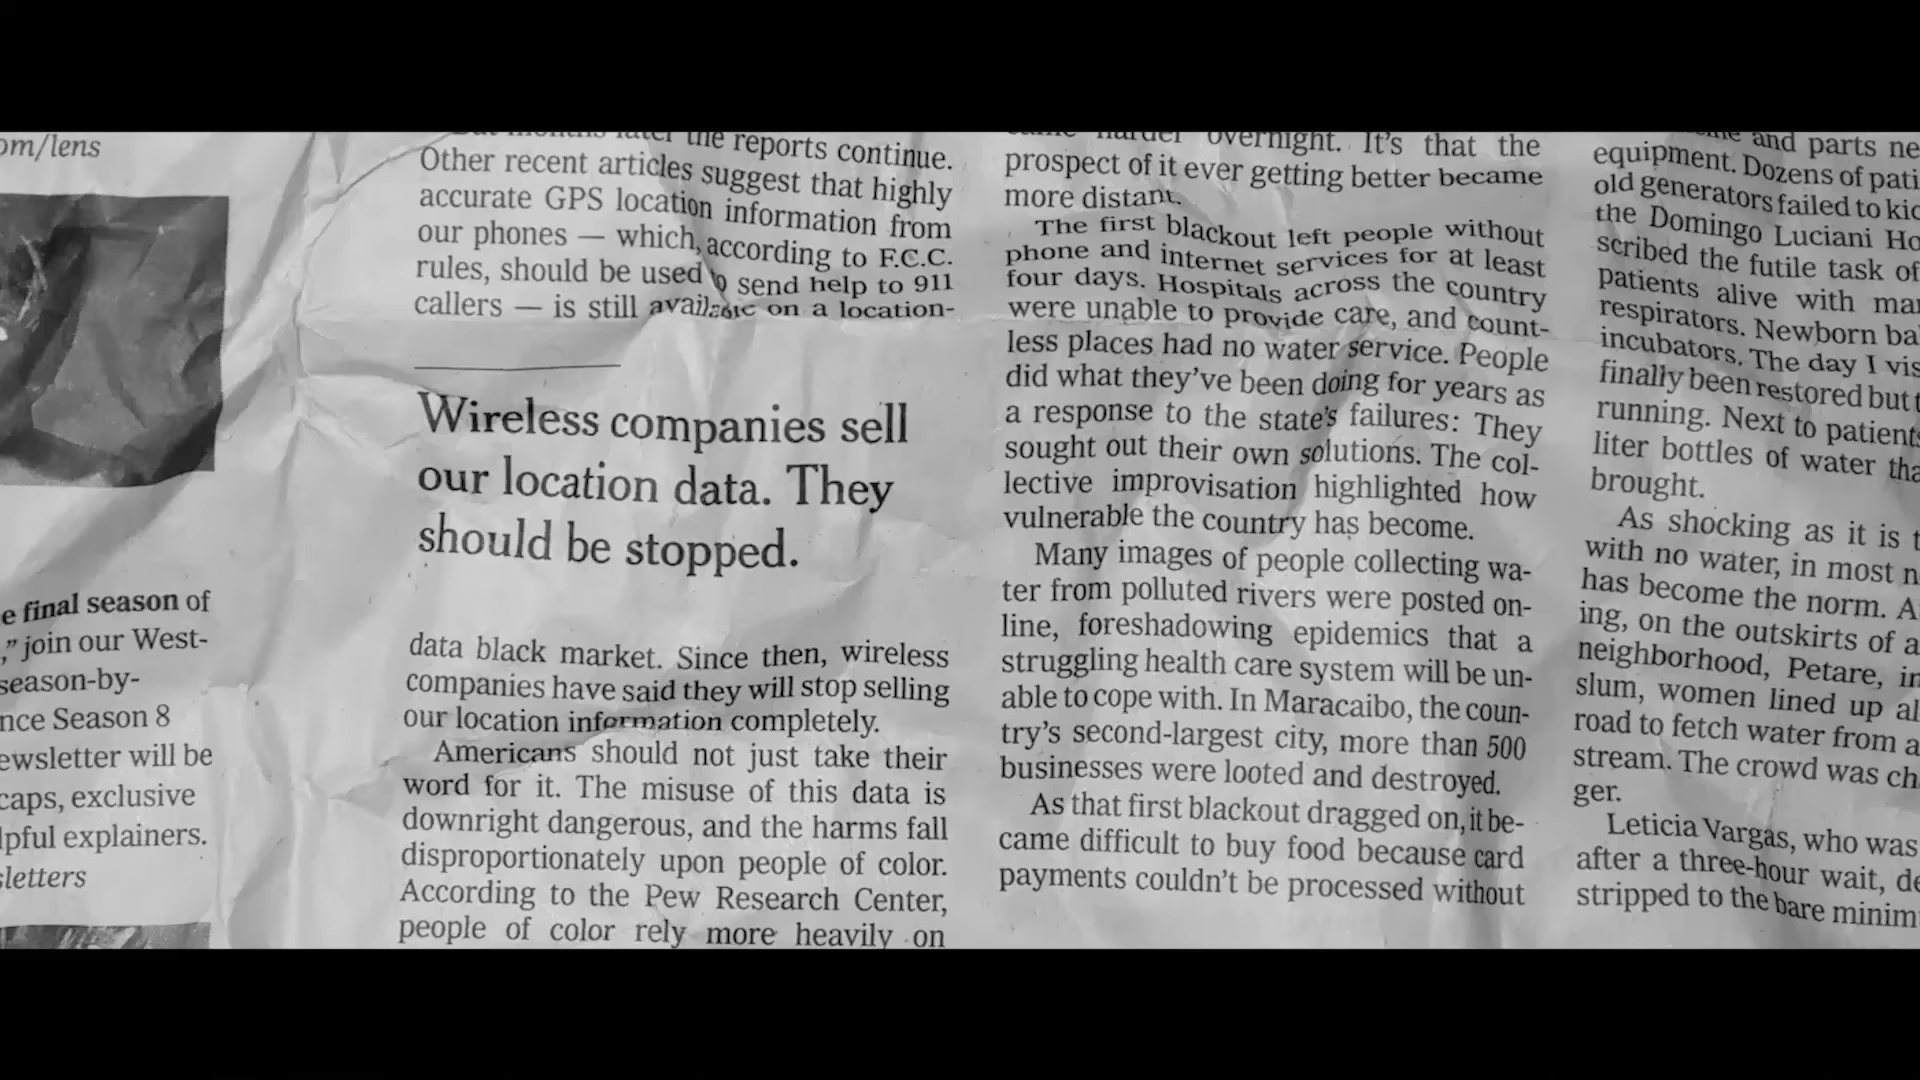 om/lens
e final season of
," join our West-
season-by-
nce Season 8
ewsletter will be
caps, exclusive
lpful explainers.
sletters
the reports continue.
Other recent articles suggest that highly
accurate GPS location information from
our phones — which, according to F.C.C.
rules, should be used to send help to 911
callers — is still available on a location-
Wireless companies sell
our location data. They
should be stopped.
data black market. Since then, wireless
companies have said they will stop selling
our location information completely.
Americans should not just take their
word for it. The misuse of this data is
downright dangerous, and the harms fall
disproportionately upon people of color.
According to the Pew Research Center,
people of color rely more heavily on
harder overnight. It's that the
prospect of it ever getting better became
more distant.
The first blackout left people without
phone and internet services for at least
four days. Hospitals across the country
were unable to provide care, and count-
less places had no water service. People
did what they've been doing for years as
a response to the state's failures: They
sought out their own solutions. The col-
lective improvisation highlighted how
vulnerable the country has become.
Many images of people collecting wa-
ter from polluted rivers were posted on-
line, foreshadowing epidemics that a
struggling health care system will be un-
able to cope with. In Maracaibo, the coun-
try's second-largest city, more than 500
businesses were looted and destroyed.
As that first blackout dragged on, it be-
came difficult to buy food because card
payments couldn't be processed without
and parts ne
equipment. Dozens of pati
old generators failed to kic
the Domingo Luciani Ho
scribed the futile task of
patients alive with man
respirators. Newborn ba
incubators. The day I vis
finally been restored but t
running. Next to patients
liter bottles of water tha
brought.
As shocking as it is t
with no water, in most n
has become the norm. A
ing, on the outskirts of a
neighborhood, Petare, in
slum, women lined up al
road to fetch water from a
stream. The crowd was ch
ger.
Leticia Vargas, who was
after a three-hour wait, de
stripped to the bare minim